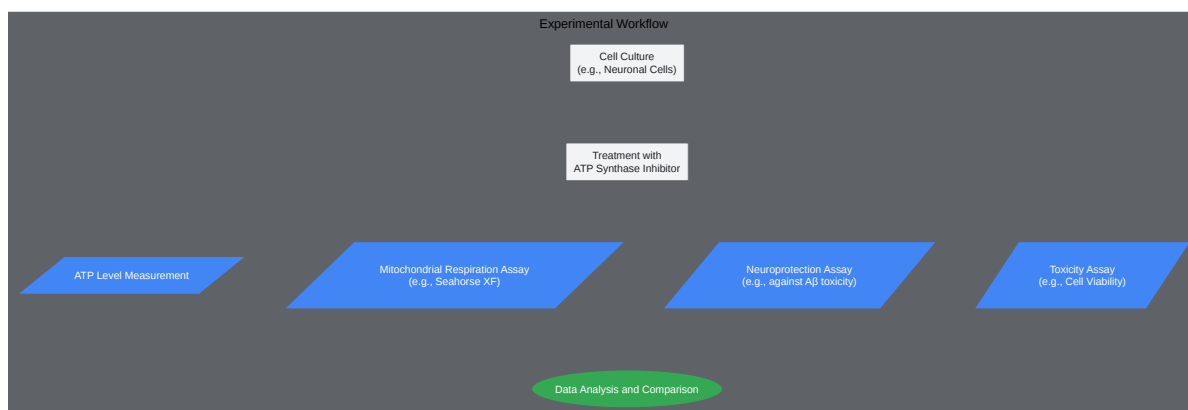 Experimental Workflow
Cell Culture
(e.g., Neuronal Cells)
Treatment with
ATP Synthase Inhibitor
ATP Level Measurement
Mitochondrial Respiration Assay
(e.g., Seahorse XF)
Neuroprotection Assay
(e.g., against Aβ toxicity)
Toxicity Assay
(e.g., Cell Viability)
Data Analysis and Comparison